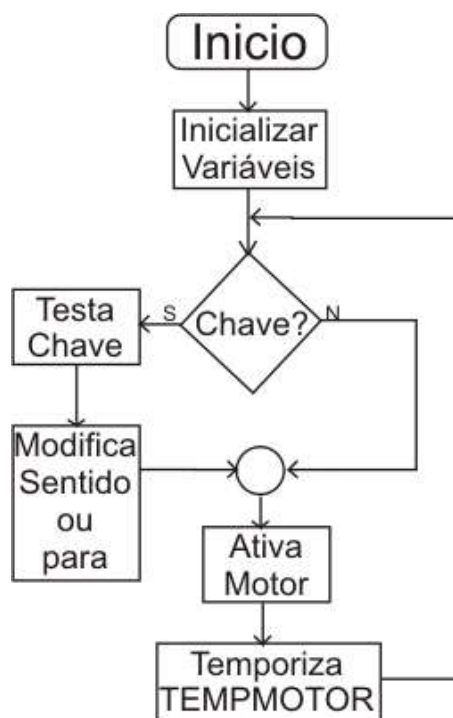 Inicio
Inicializar
Variáveis
Chave?
S
N
Testa
Chave
Modifica
Sentido
ou
para
Ativa
Motor
Temporiza
TEMPMOTOR